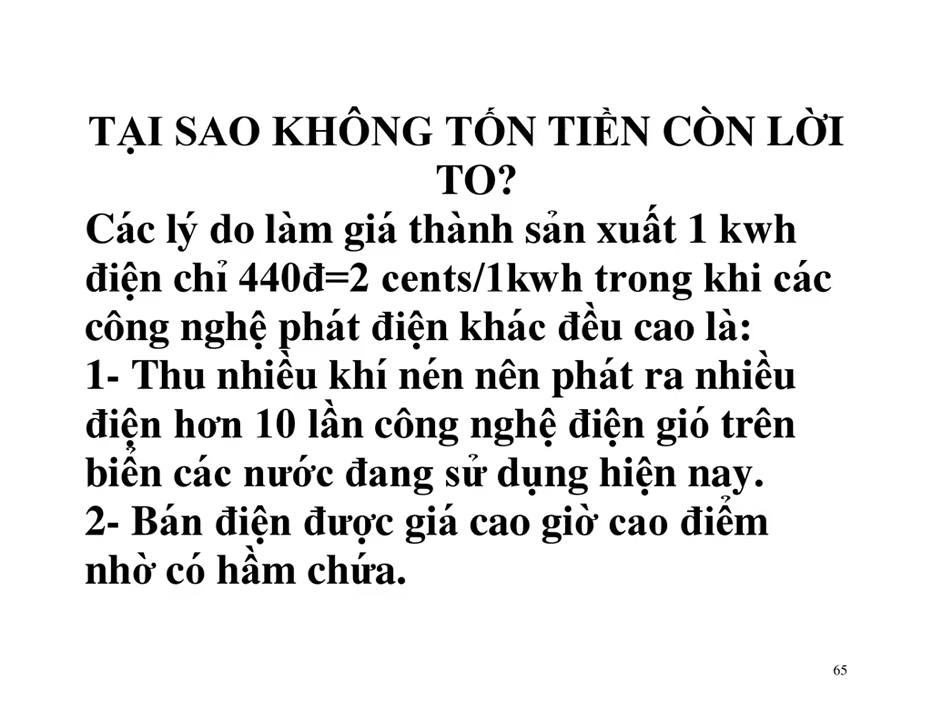 TẠI SAO KHÔNG TỐN TIỀN CÒN LỜI
TO?
Các lý do làm giá thành sản xuất 1 kwh
điện chỉ 440đ=2 cents/1kwh trong khi các
công nghệ phát điện khác đều cao là:
1- Thu nhiều khí nén nên phát ra nhiều
điện hơn 10 lần công nghệ điện gió trên
biển các nước đang sử dụng hiện nay.
2- Bán điện được giá cao giờ cao điểm
nhờ có hầm chứa.
65